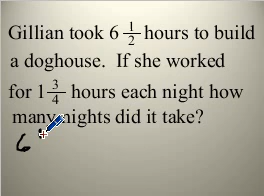 Gillian took 6 1/2 hours to build
a doghouse. If she worked
for 1 3/4 hours each night how
many nights did it take?
6